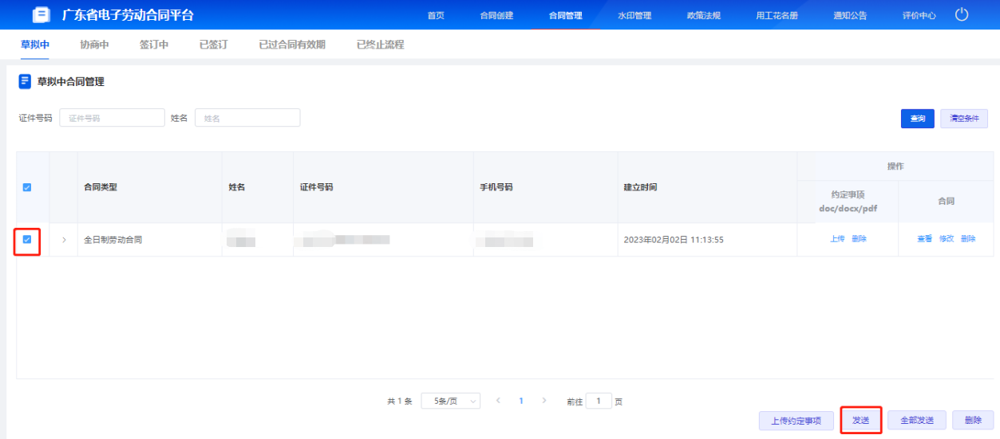 广东省电子劳动合同平台 首页 合同创建 合同管理 水印管理 政策法规 用工花名册 通知公告 评价中心
草拟中 协商中 签订中 已签订 已过合同有效期 已终止流程
草拟中合同管理
证件号码 证件号码 姓名 姓名 查询 清空条件
操作
合同类型 姓名 证件号码 手机号码 建立时间
约定事项 合同
doc/docx/pdf
全日制劳动合同 2023年02月02日 11:13:55 上传 删除 查看 修改 删除
共 1 条 5条/页 1 前往 1 页
上传约定事项 发送 全部发送 删除